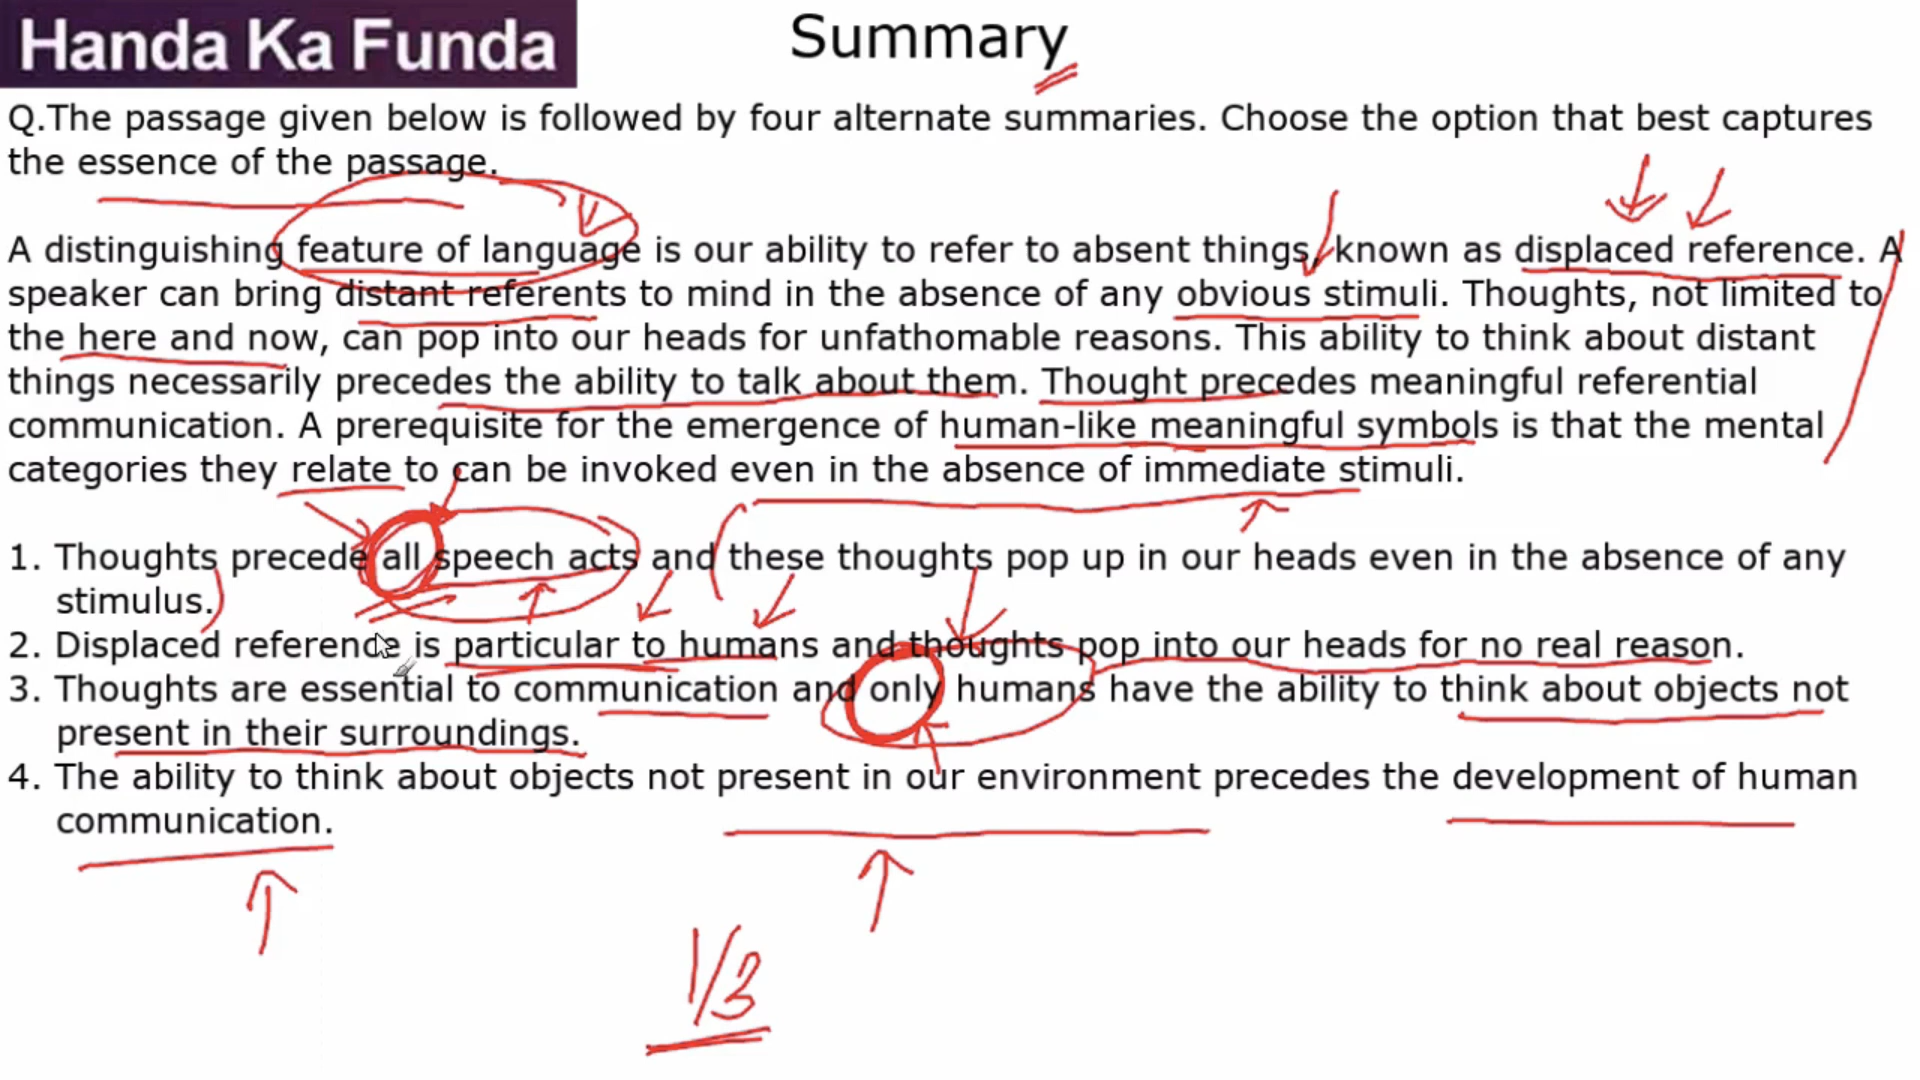 Handa Ka Funda
Summary
Q.The passage given below is followed by four alternate summaries. Choose the option that best captures
the essence of the passage.
A distinguishing feature of language is our ability to refer to absent things, known as displaced reference. A
speaker can bring distant referents to mind in the absence of any obvious stimuli. Thoughts, not limited to
the here and now, can pop into our heads for unfathomable reasons. This ability to think about distant
things necessarily precedes the ability to talk about them. Thought precedes meaningful referential
communication. A prerequisite for the emergence of human-like meaningful symbols is that the mental
categories they relate to can be invoked even in the absence of immediate stimuli.
1. Thoughts precede all speech acts and these thoughts pop up in our heads even in the absence of any
stimulus.
2. Displaced reference is particular to humans and thoughts pop into our heads for no real reason.
3. Thoughts are essential to communication and only humans have the ability to think about objects not
present in their surroundings.
4. The ability to think about objects not present in our environment precedes the development of human
communication.
1/3